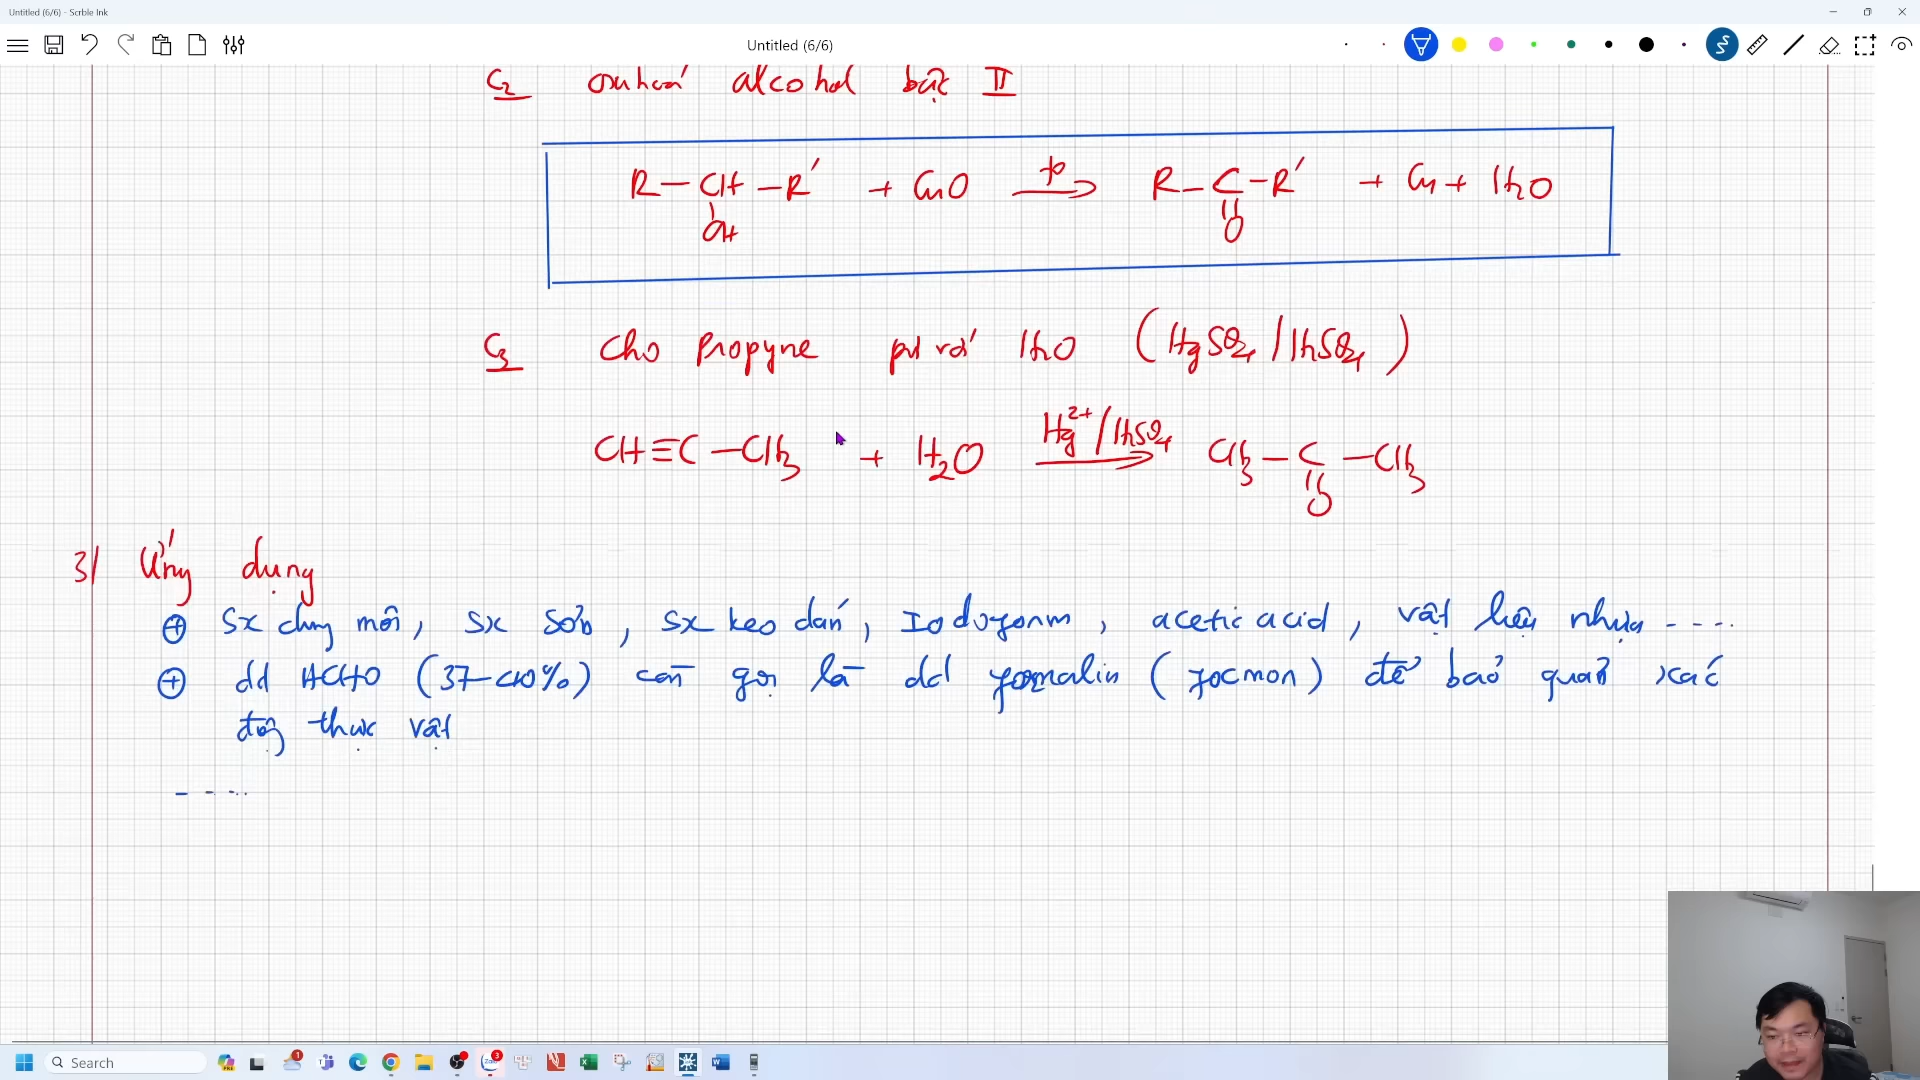 Untitled (6/6) - Scrble Ink
Untitled (6/6)
C2 oxi hoá alcohol bậc II
R - CH - R' + CuO t° → R - C - R' + Cu + H2O
OH
O
C3 Cho Propyne pứ với H2O (HgSO4 / H2SO4)
CH ≡ C - CH3 + H2O Hg2+ / H2SO4 → CH3 - C - CH3
O
3/ Ứng dụng
+ Sx dung môi, sx sơn, sx keo dán, Iodoform, acetic acid, vật liệu nhựa ....
+ dd HCHO (37-40%) còn gọi là dd formalin (focmon) để bảo quản xác
động thực vật
- - ...
Search